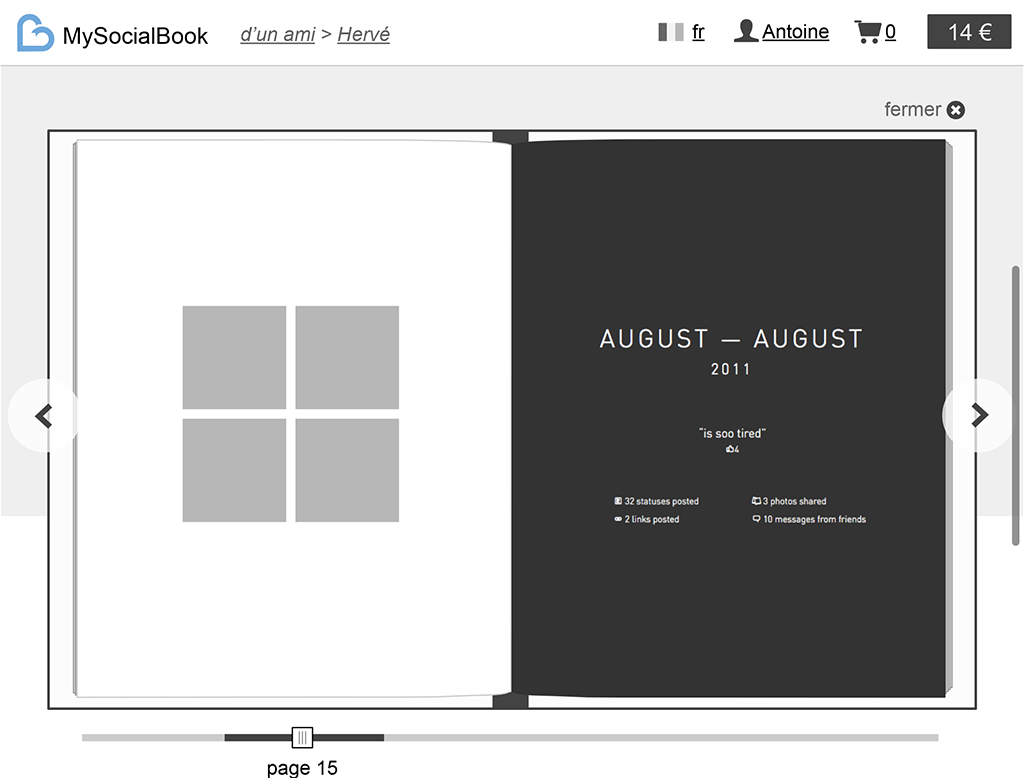 MySocialBook d'un ami > Hervé fr Antoine 0 14 €
fermer
AUGUST — AUGUST
2011
"is soo tired"
4
32 statuses posted 3 photos shared
2 links posted 10 messages from friends
page 15